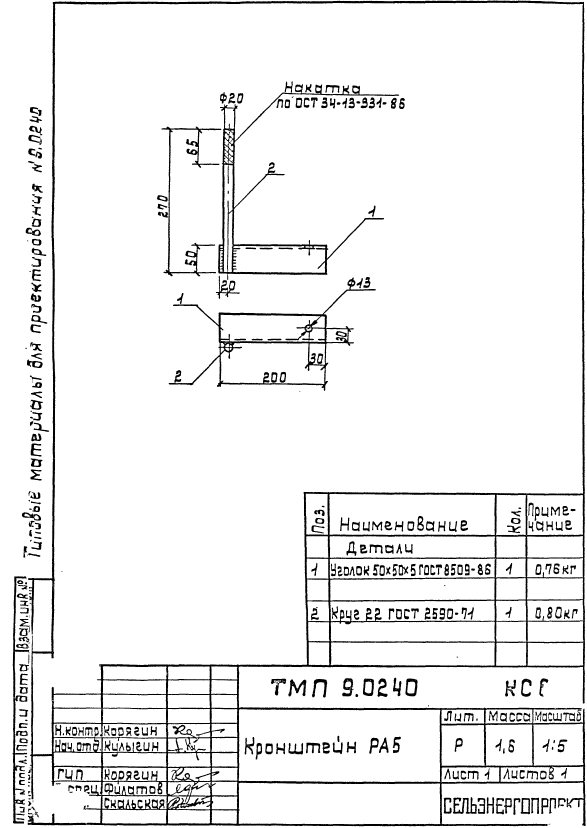 Накатка
по ОСТ 34-13-931-86
Ф20
65
270
50
20
2
1
Ф13
1
2
30
30
200
Типовые материалы для проектирования N 9.0240
Поз. Наименование Кол. Приме-
чание
Детали
1 Уголок 50х50х5 ГОСТ 8509-86 1 0,76кг
2 Круг 22 ГОСТ 2590-71 1 0,80кг
ТМП 9.0240
Кронштейн РА5
Лит. Масса Масштаб
Р 1,6 1:5
Лист 1 Листов 1
СЕЛЬЭНЕРГОПРОЕКТ
Н.контр. Корягин
Нач.отд. Кулыгин
ГИП Корягин
спец. Филатов
Скальская
Взам.инв.№
Подп.и дата
Инв.№подл.